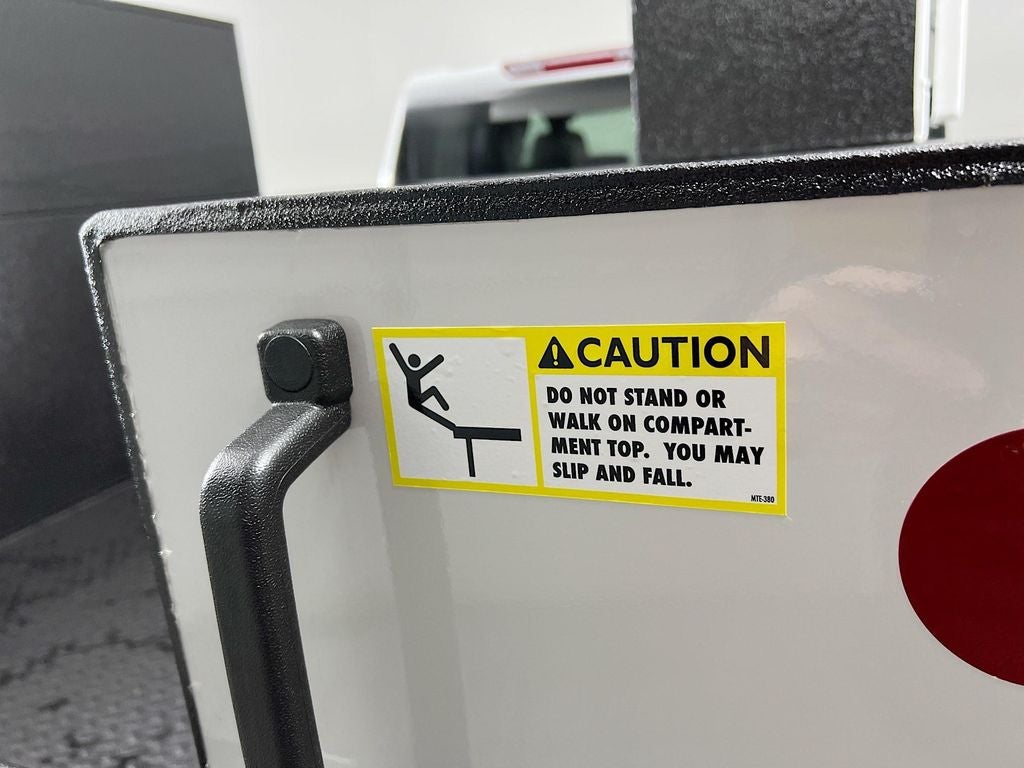 CAUTION
DO NOT STAND OR
WALK ON COMPART-
MENT TOP. YOU MAY
SLIP AND FALL.
MTE-380